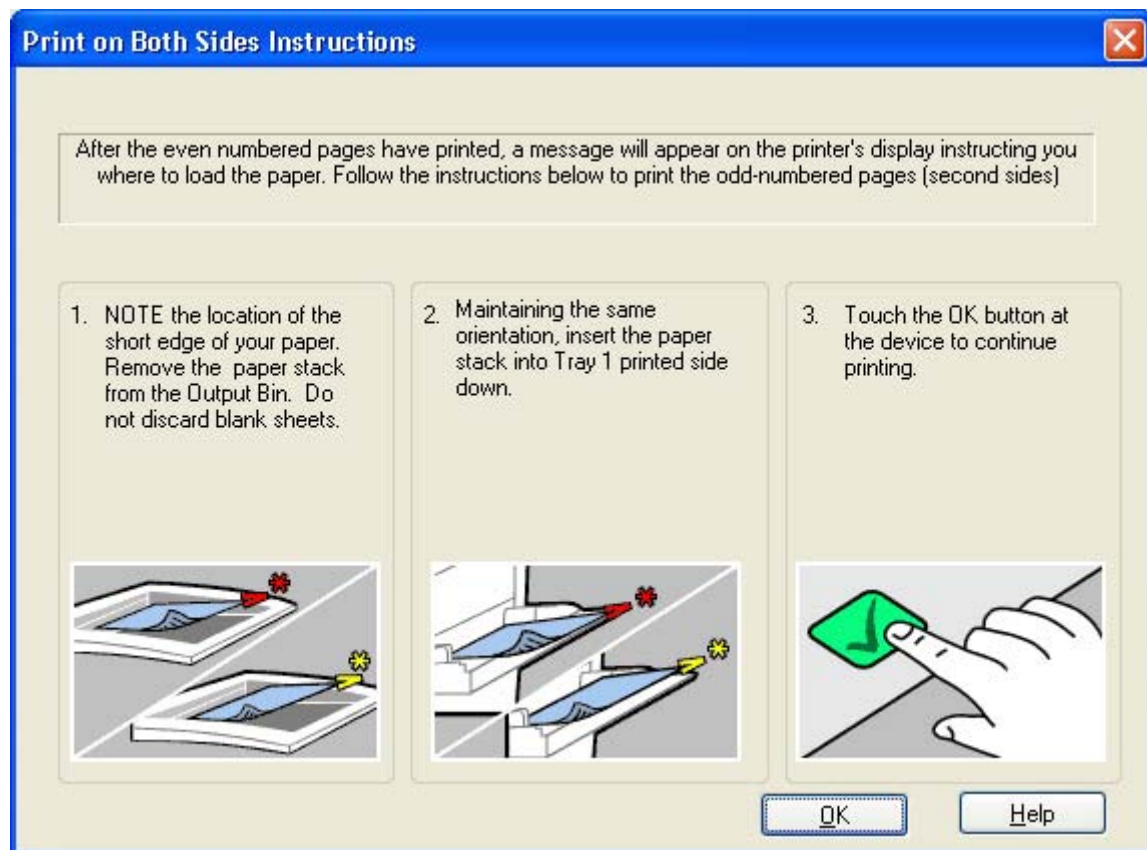 Print on Both Sides Instructions
After the even numbered pages have printed, a message will appear on the printer's display instructing you
where to load the paper. Follow the instructions below to print the odd-numbered pages (second sides)
1. NOTE the location of the
short edge of your paper.
Remove the  paper stack
from the Output Bin.  Do
not discard blank sheets.
2. Maintaining the same
orientation, insert the paper
stack into Tray 1 printed side
down.
3. Touch the OK button at
the device to continue
printing.
OK
Help